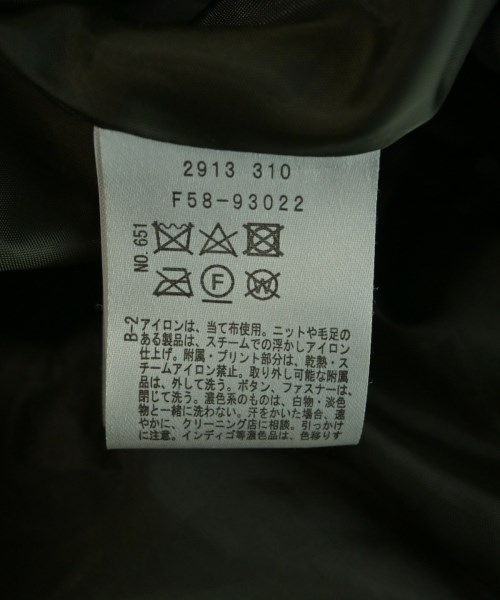 2913 310
F58-93022
NO.651
F
W
B-2
アイロンは、当て布使用。ニットや毛足の
ある製品は、スチームでの浮かしアイロン
仕上げ。附属・プリント部分は、乾熱・ス
チームアイロン禁止。取り外し可能な附属
品は、外して洗う。ボタン、ファスナーは、
閉じて洗う。濃色系のものは、白物・淡色
物と一緒に洗わない。汗をかいた場合、速
やかに、クリーニング店に相談。引っかけ
に注意。インディゴ等濃色品は、色移りす